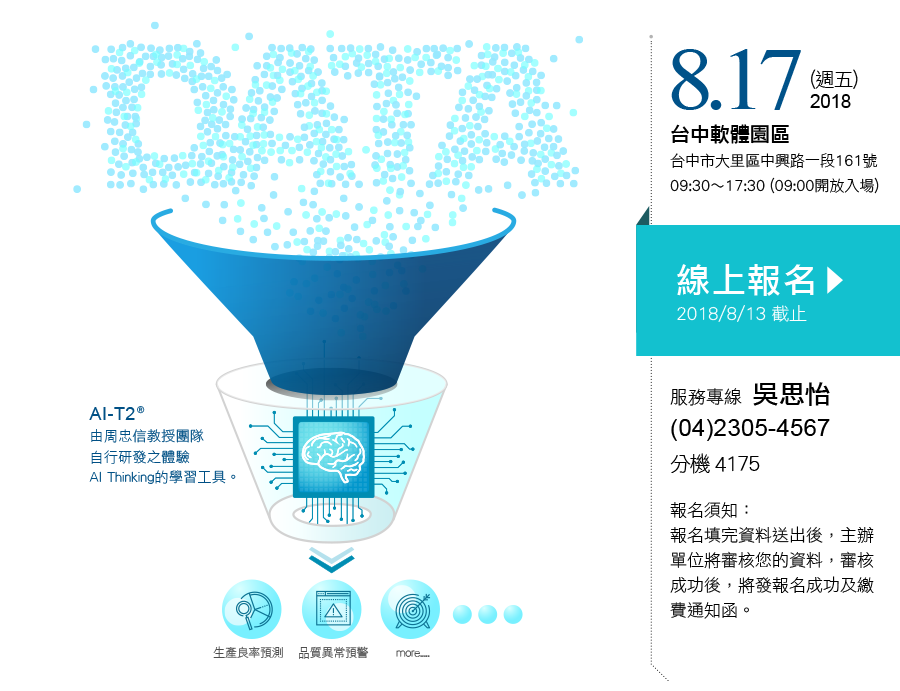 DATA
AI-T2®
由周忠信教授團隊
自行研發之體驗
AI Thinking的學習工具。
生產良率預測
品質異常預警
more.....
8.17
(週五)
2018
台中軟體園區
台中市大里區中興路一段161號
09:30～17:30 (09:00開放入場)
線上報名
2018/8/13 截止
服務專線 吳思怡
(04)2305-4567
分機 4175
報名須知：
報名填完資料送出後，主辦
單位將審核您的資料，審核
成功後，將發報名成功及繳
費通知函。